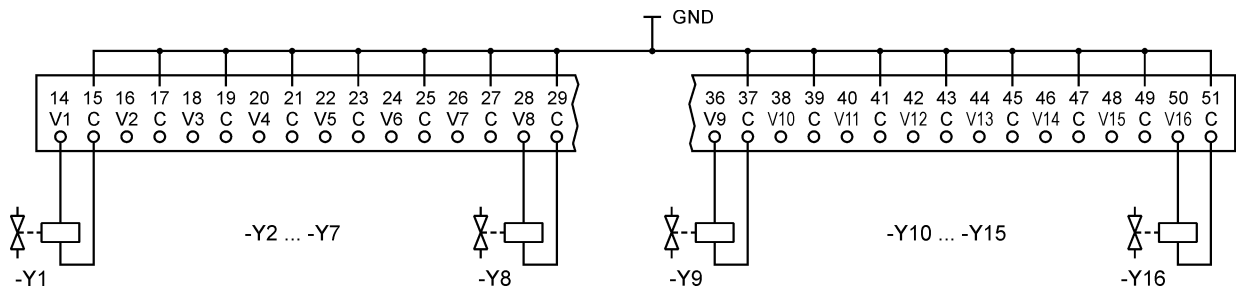 GND
14 15 16 17 18 19 20 21 22 23 24 25 26 27 28 29
V1 C V2 C V3 C V4 C V5 C V6 C V7 C V8 C
36 37 38 39 40 41 42 43 44 45 46 47 48 49 50 51
V9 C V10 C V11 C V12 C V13 C V14 C V15 C V16 C
-Y2 ... -Y7
-Y10 ... -Y15
-Y1
-Y8
-Y9
-Y16